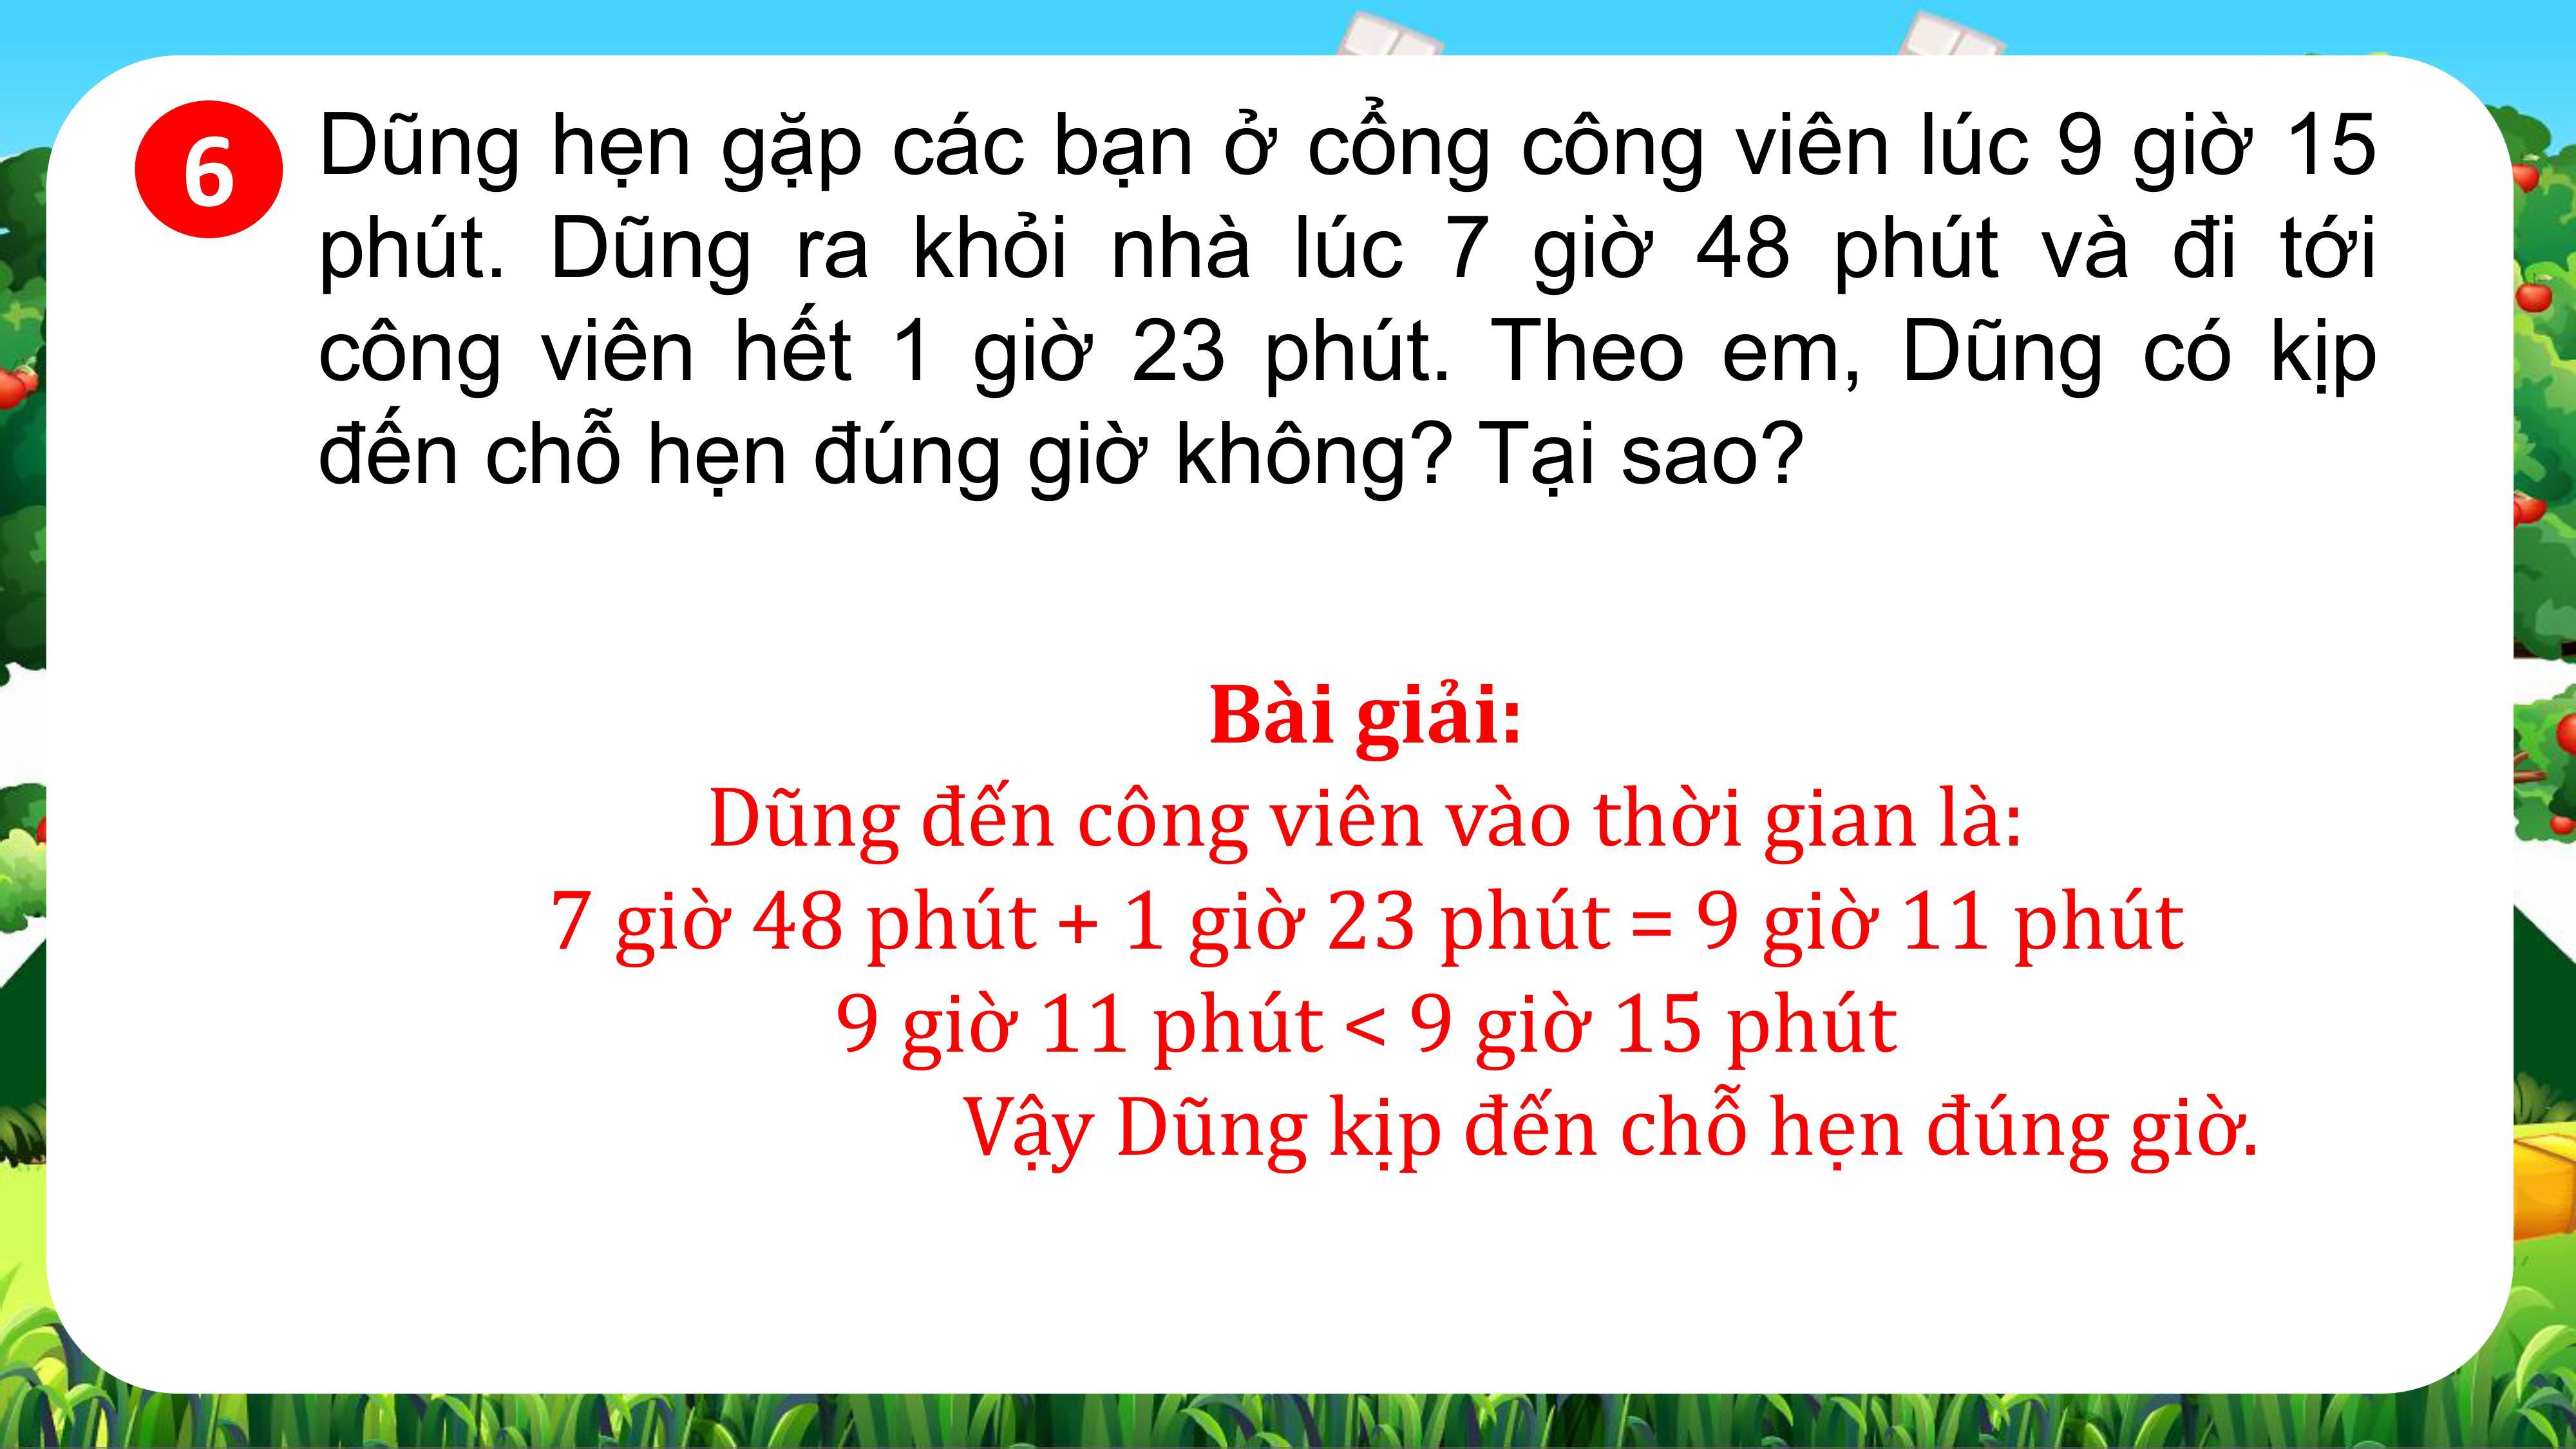 6
Dũng hẹn gặp các bạn ở cổng công viên lúc 9 giờ 15
phút. Dũng ra khỏi nhà lúc 7 giờ 48 phút và đi tới
công viên hết 1 giờ 23 phút. Theo em, Dũng có kịp
đến chỗ hẹn đúng giờ không? Tại sao?
Bài giải:
Dũng đến công viên vào thời gian là:
7 giờ 48 phút + 1 giờ 23 phút = 9 giờ 11 phút
9 giờ 11 phút < 9 giờ 15 phút
Vậy Dũng kịp đến chỗ hẹn đúng giờ.